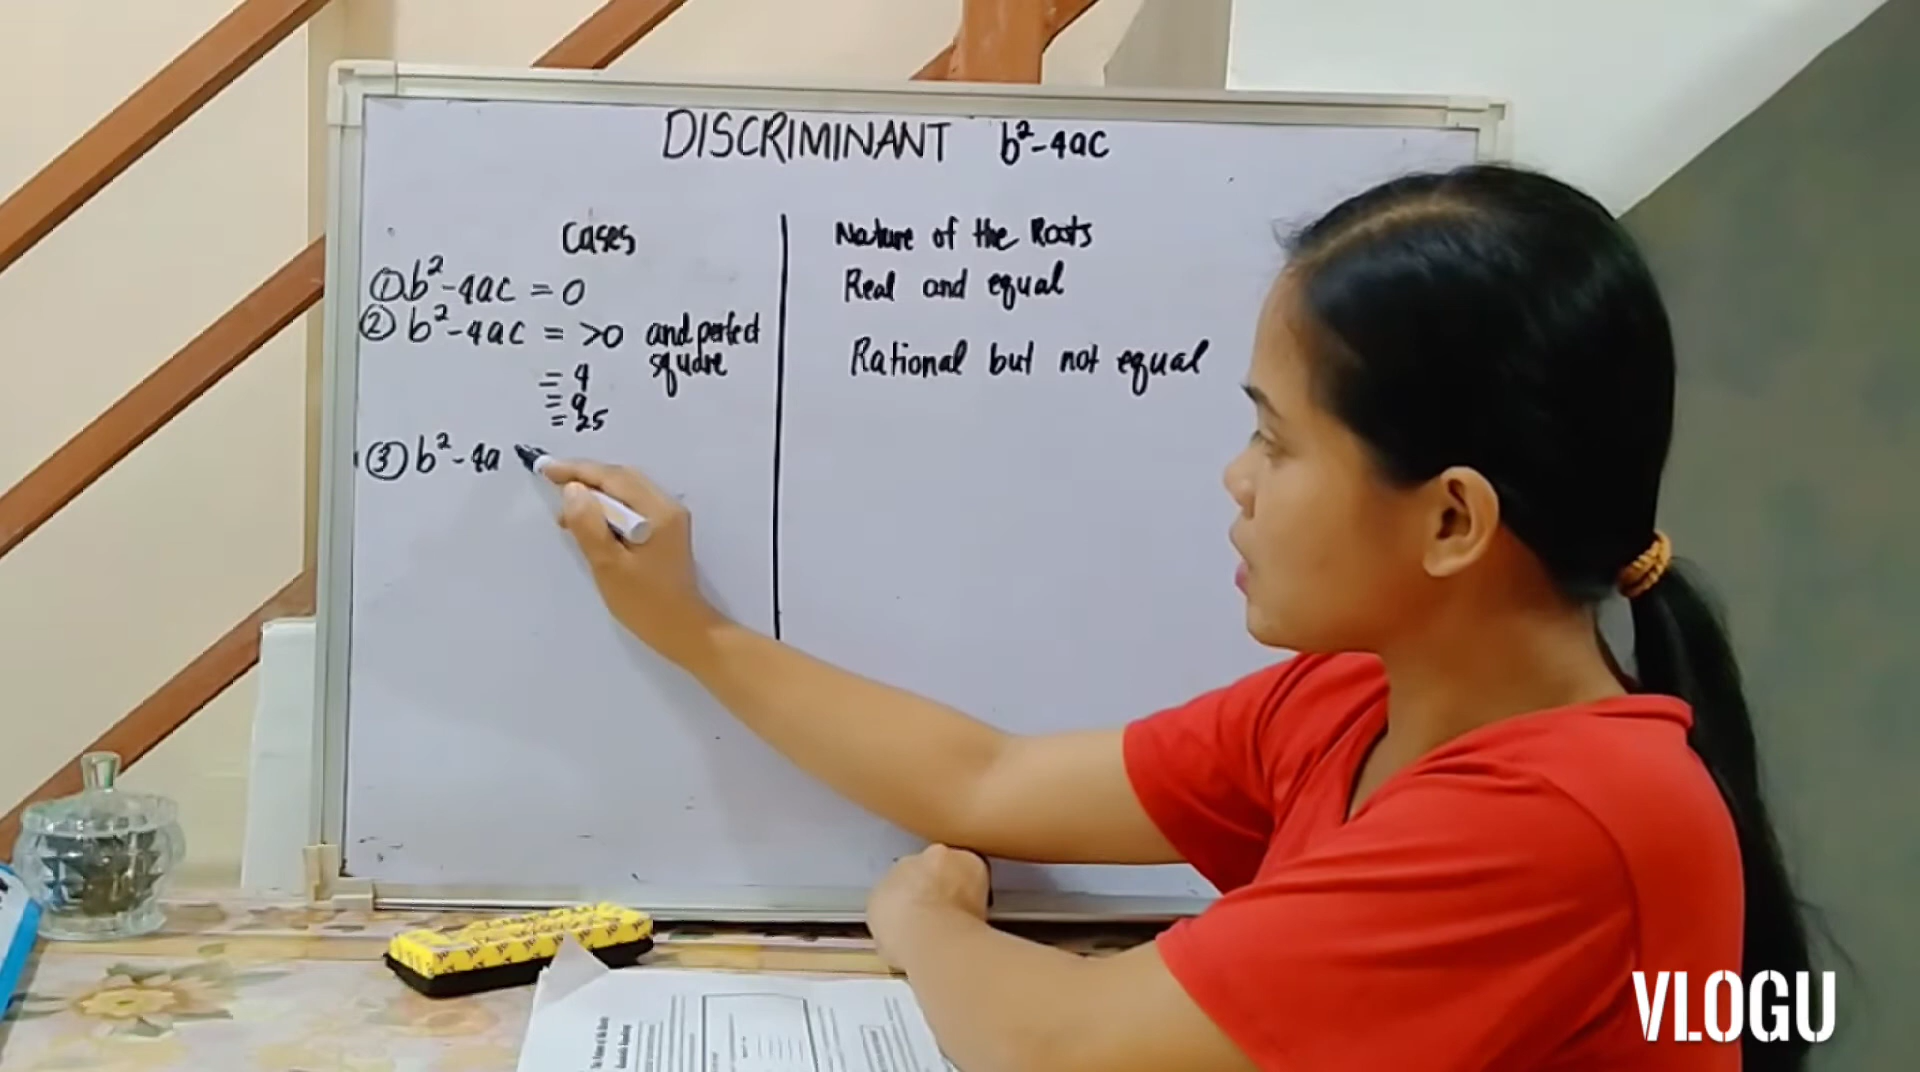 DISCRIMINANT b²-4ac
Cases
Nature of the Roots
① b²-4ac = 0
Real and equal
② b²-4ac = >0 and perfect
square
Rational but not equal
= 4
= 9
= 25
③ b²-4a
VLOGU